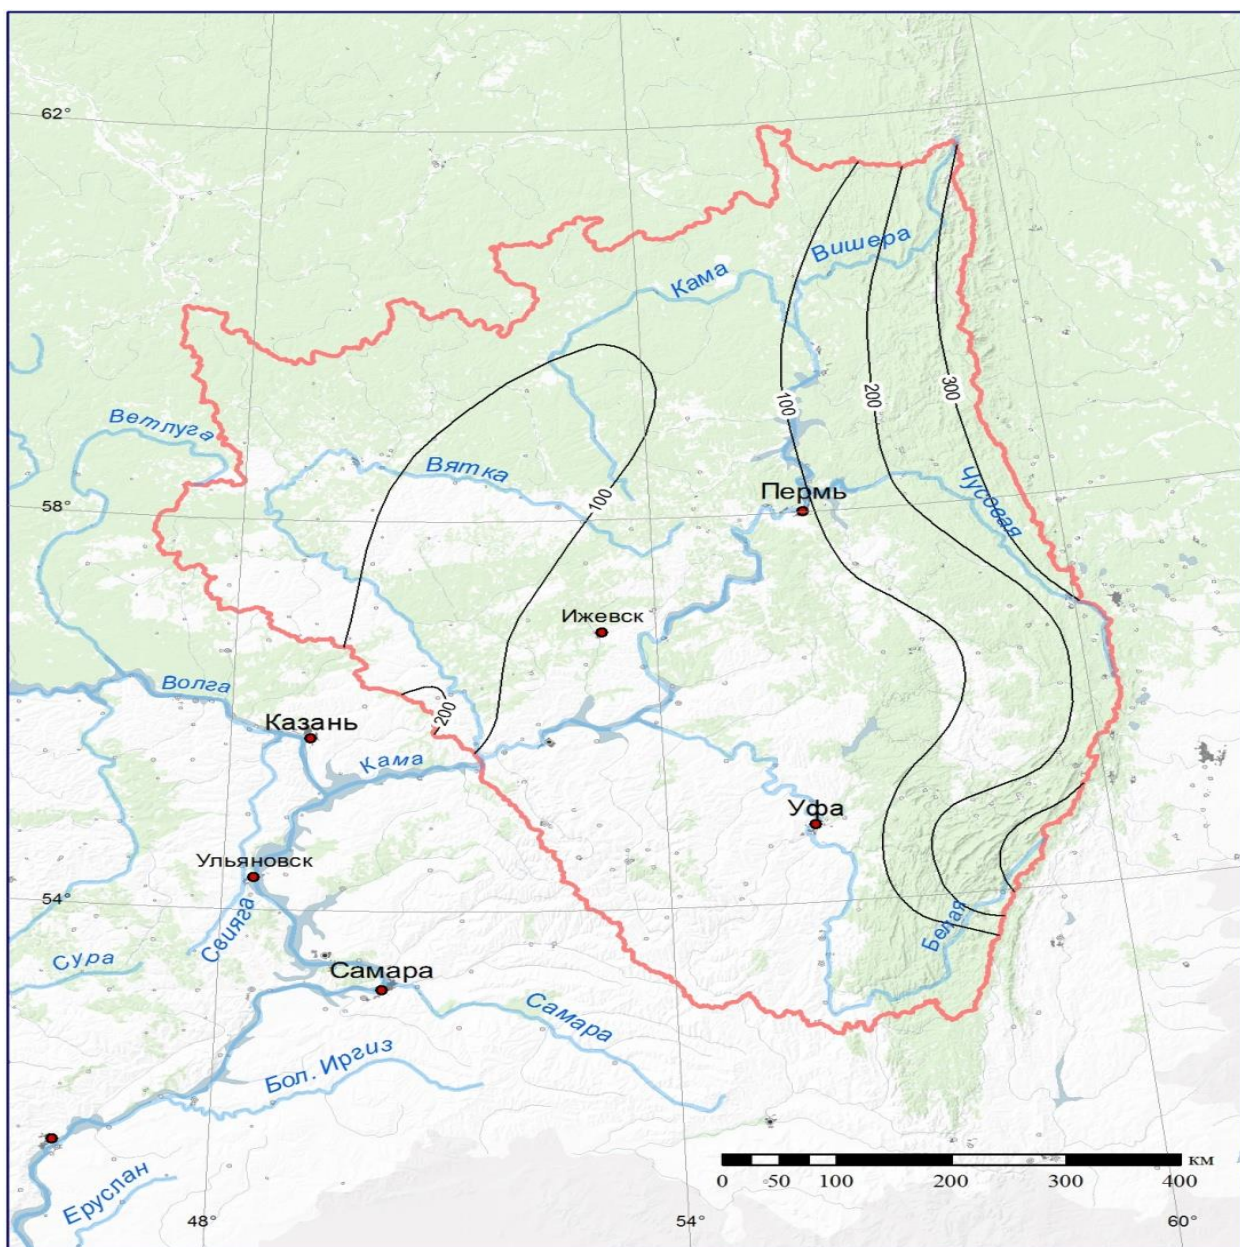 62°
Вишера
Кама
300
200
100
Ветлуга
Вятка
Чусовая
Пермь
100
58°
Ижевск
Волга
200
Казань
Кама
Уфа
Ульяновск
54°
Свияга
Белая
Сура
Самара
Самара
Бол. Иргиз
Еруслан
км
0 50 100 200 300 400
48° 54° 60°